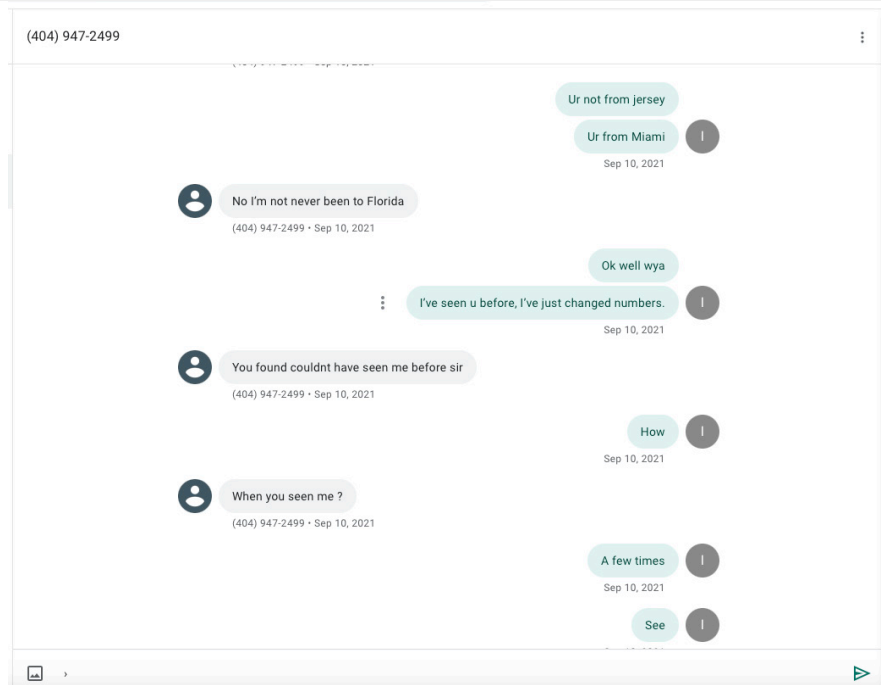 (404) 947-2499
Ur not from jersey
Ur from Miami
I
Sep 10, 2021
No I'm not never been to Florida
(404) 947-2499 • Sep 10, 2021
Ok well wya
I've seen u before, I've just changed numbers.
I
Sep 10, 2021
You found couldnt have seen me before sir
(404) 947-2499 • Sep 10, 2021
How
I
Sep 10, 2021
When you seen me ?
(404) 947-2499 • Sep 10, 2021
A few times
I
Sep 10, 2021
See
I